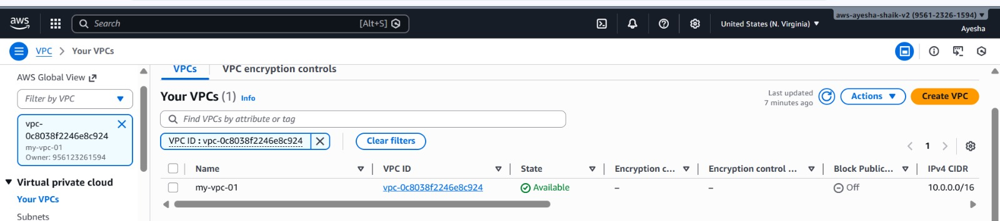 aws
Search
[Alt+S]
United States (N. Virginia)
aws-ayesha-shaik-v2 (9561-2326-1594)
Ayesha
VPC
Your VPCs
AWS Global View
Filter by VPC
vpc-
0c8038f2246e8c924
my-vpc-01
Owner: 956123261594
Virtual private cloud
Your VPCs
Subnets
VPCs
VPC encryption controls
Your VPCs (1) Info
Last updated
7 minutes ago
Actions
Create VPC
Find VPCs by attribute or tag
VPC ID : vpc-0c8038f2246e8c924
Clear filters
1
Name VPC ID State Encryption c... Encryption control ... Block Public... IPv4 CIDR
my-vpc-01 vpc-0c8038f2246e8c924 Available – – Off 10.0.0.0/16